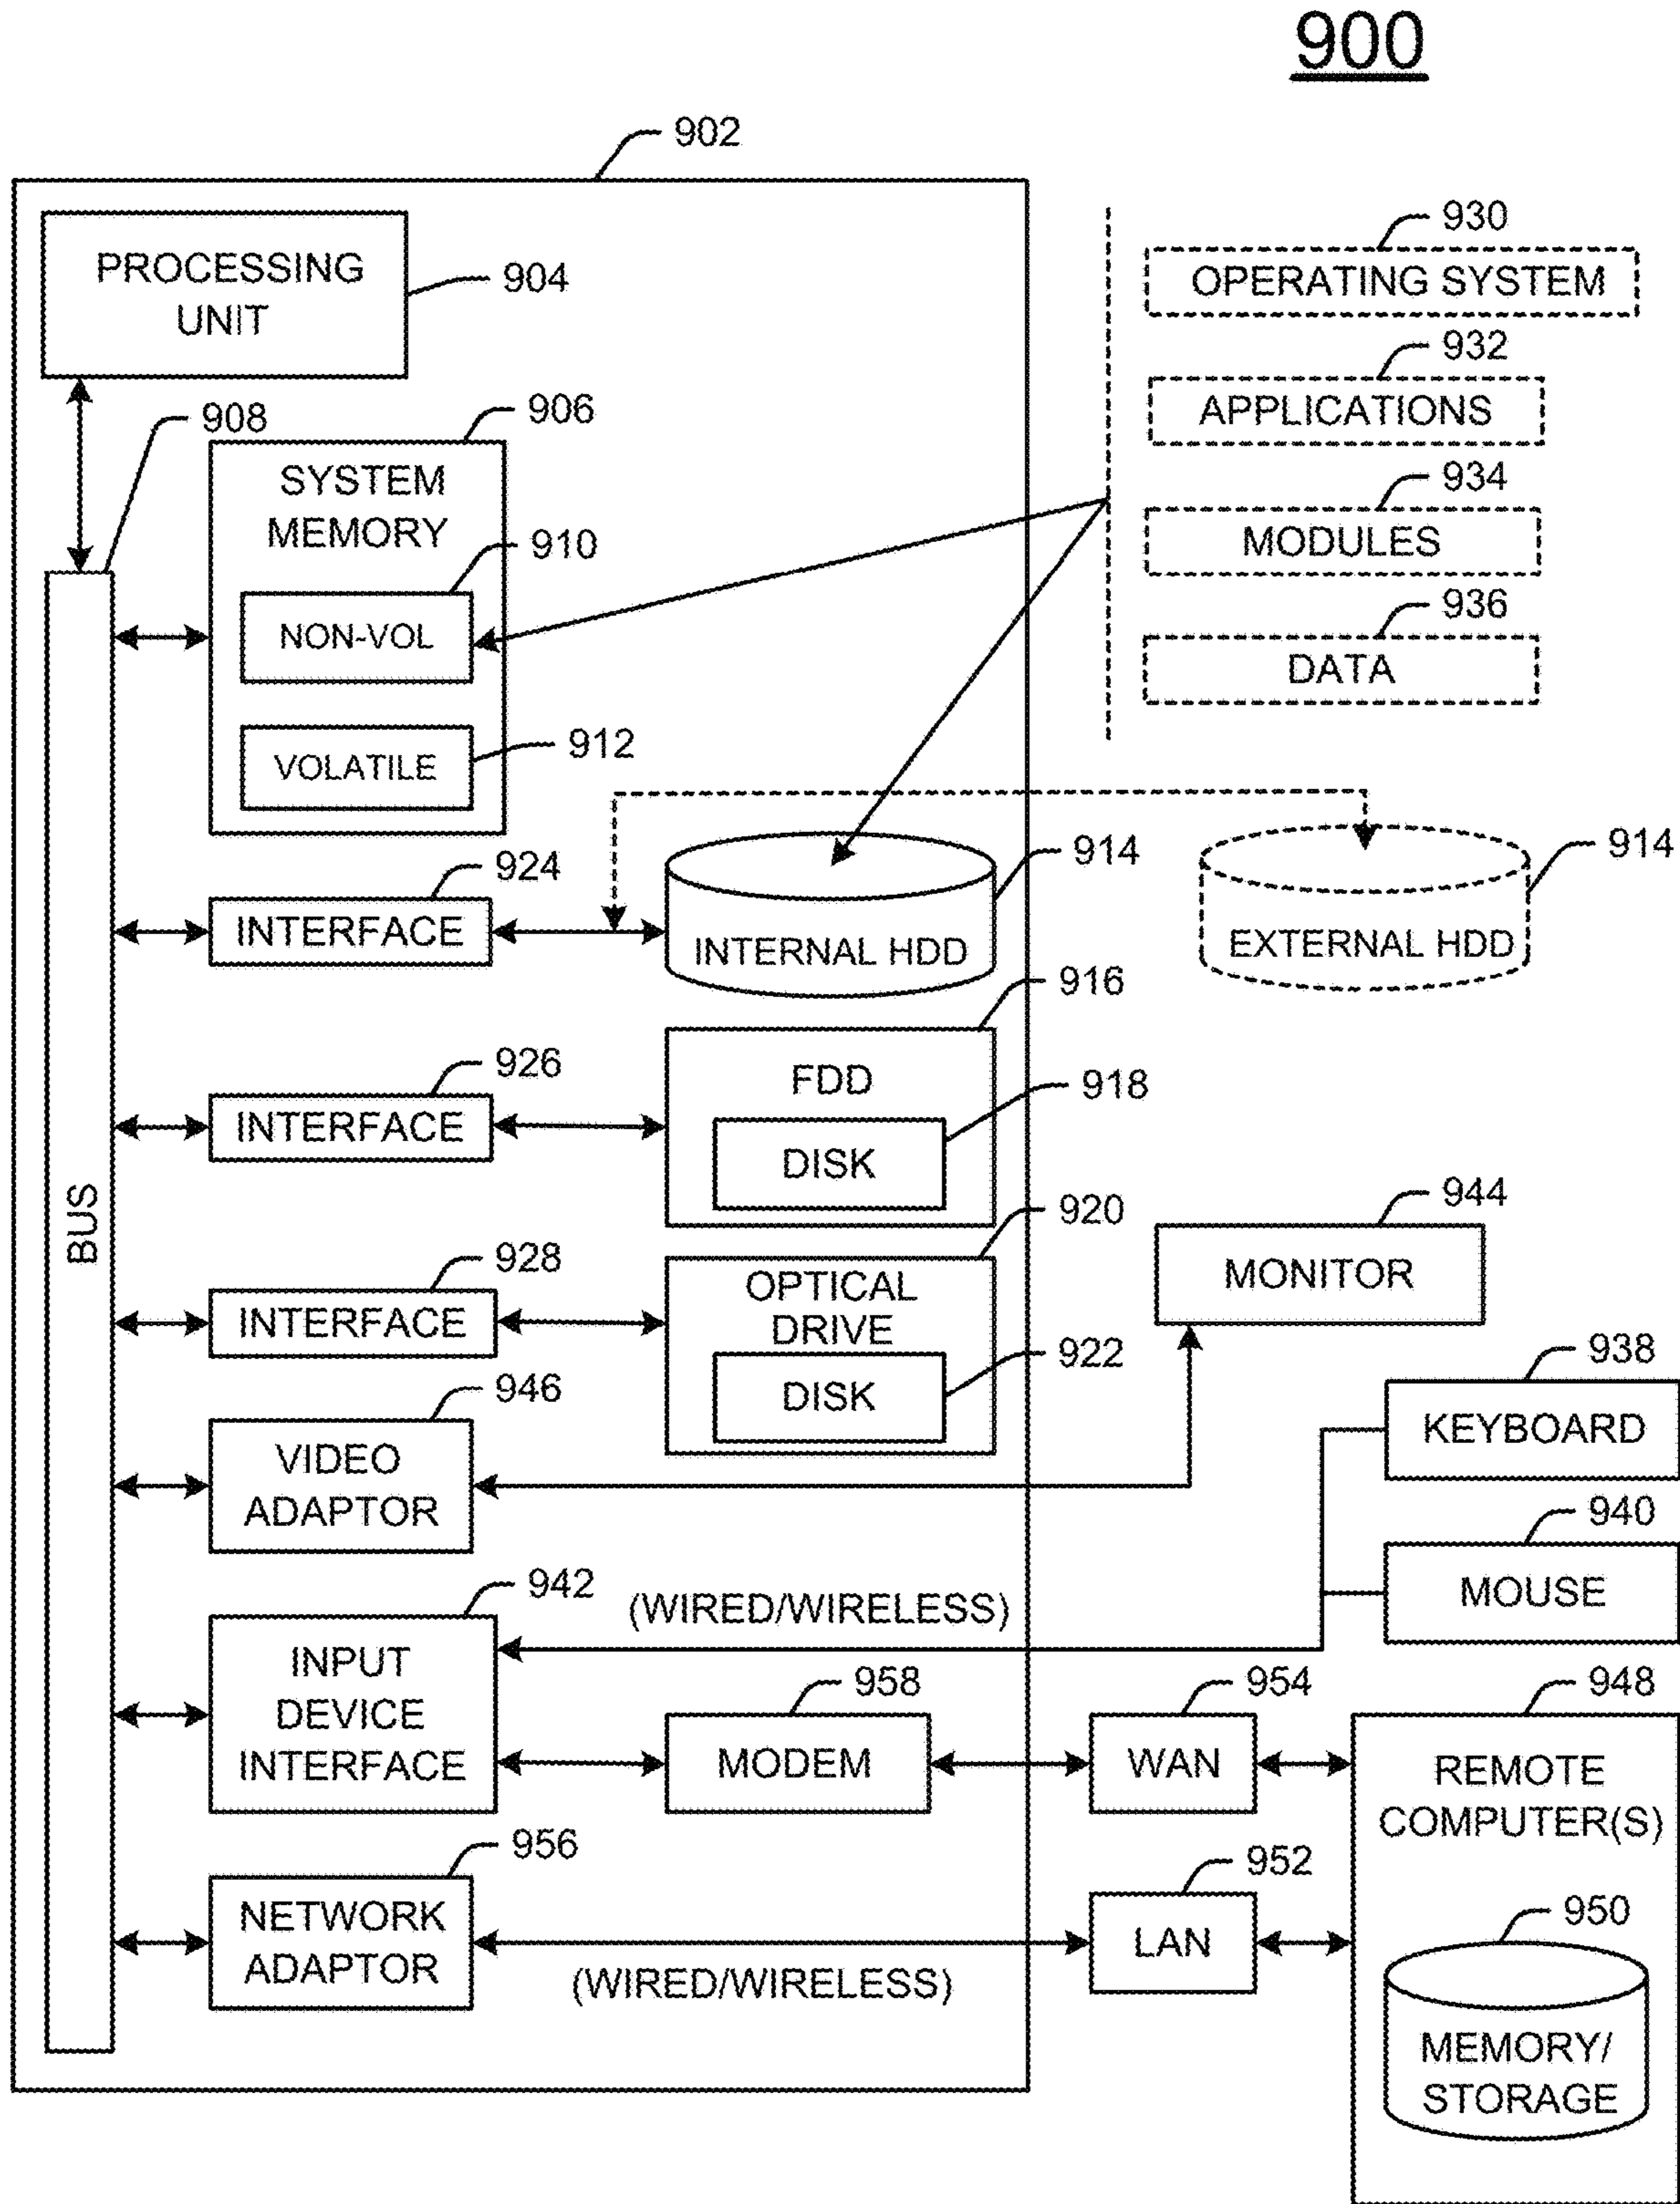 900
902
PROCESSING
UNIT
904
908
906
SYSTEM
MEMORY
910
NON-VOL
912
VOLATILE
930
OPERATING SYSTEM
932
APPLICATIONS
934
MODULES
936
DATA
924
INTERFACE
914
INTERNAL HDD
914
EXTERNAL HDD
916
926
INTERFACE
FDD
918
DISK
BUS
920
928
INTERFACE
OPTICAL
DRIVE
922
DISK
944
MONITOR
938
KEYBOARD
946
VIDEO
ADAPTOR
940
MOUSE
942
(WIRED/WIRELESS)
INPUT
DEVICE
INTERFACE
958
MODEM
954
WAN
948
REMOTE
COMPUTER(S)
956
NETWORK
ADAPTOR
(WIRED/WIRELESS)
952
LAN
950
MEMORY/
STORAGE